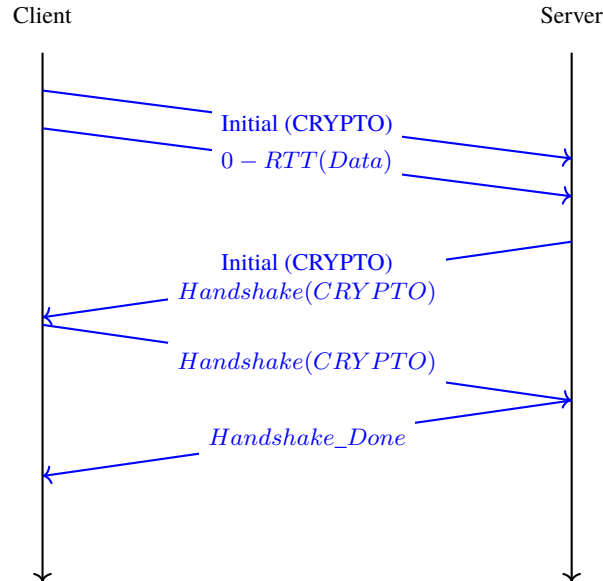 Client
Server
Initial (CRYPTO)
0 − RTT(Data)
Initial (CRYPTO)
Handshake(CRYPTO)
Handshake(CRYPTO)
Handshake_Done